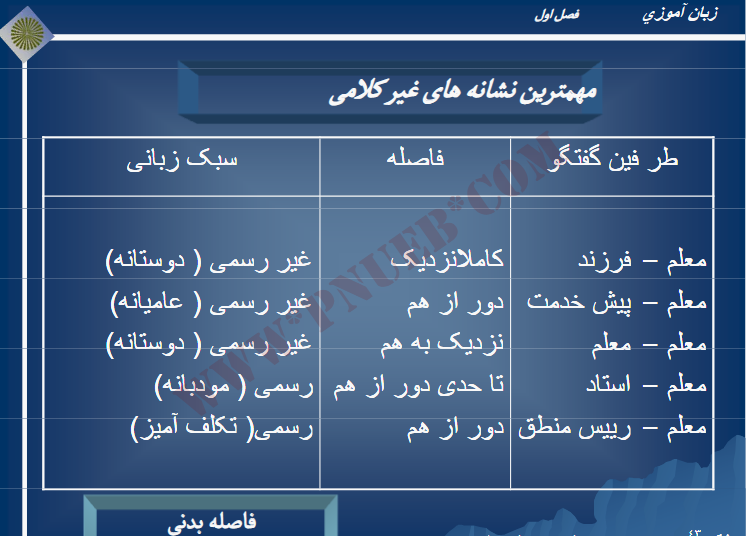 زبان آموزي
فصل اول
مهمترین نشانه های غیر کلامی
طر فین گفتگو فاصله سبک زبانی
معلم – فرزند کاملانزدیک غیر رسمی ( دوستانه)
معلم – پیش خدمت دور از هم غیر رسمی ( عامیانه)
معلم – معلم نزدیک به هم غیر رسمی ( دوستانه)
معلم – استاد تا حدی دور از هم رسمی ( مودبانه)
معلم – رییس منطق دور از هم رسمی( تکلف آمیز)
WWW*PNUEB*COM
فاصله بدنی
۴۳